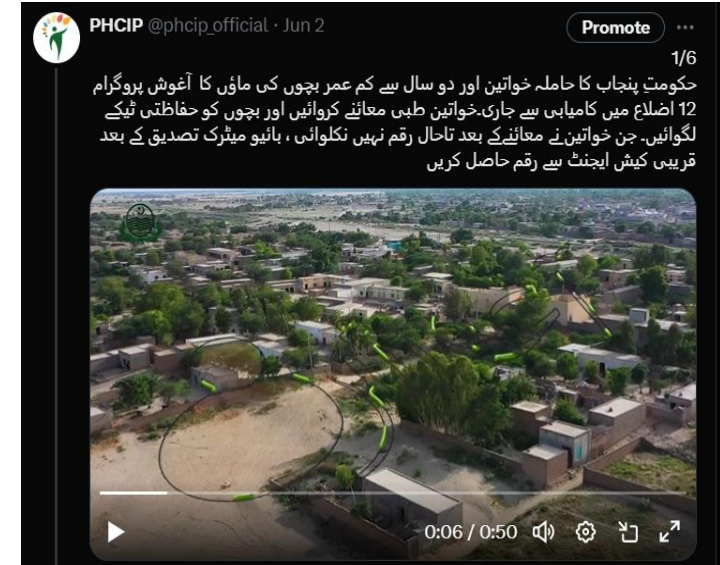 PHCIP @phcip_official · Jun 2
Promote
1/6
حکومتِ پنجاب کا حاملہ خواتین اور دو سال سے کم عمر بچوں کی ماؤں کا آغوش پروگرام
12 اضلاع میں کامیابی سے جاری۔خواتین طبی معائنے کروائیں اور بچوں کو حفاظتی ٹیکے
لگوائیں۔ جن خواتین نے معائنےکے بعد تاحال رقم نہیں نکلوائی ، بائیو میٹرک تصدیق کے بعد
قریبی کیش ایجنٹ سے رقم حاصل کریں
0:06 / 0:50